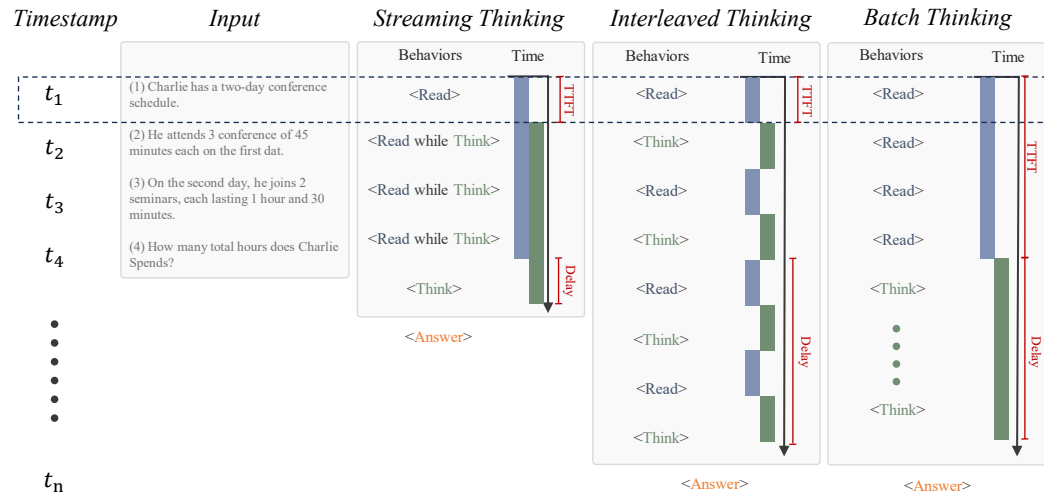 Timestamp
Input
Streaming Thinking
Interleaved Thinking
Batch Thinking
Behaviors
Time
Behaviors
Time
Behaviors
Time
t1
(1) Charlie has a two-day conference
schedule.
<Read>
TTFT
<Read>
TTFT
<Read>
TTFT
t2
(2) He attends 3 conference of 45
minutes each on the first dat.
<Read while Think>
<Think>
<Read>
t3
(3) On the second day, he joins 2
seminars, each lasting 1 hour and 30
minutes.
<Read while Think>
<Read>
<Read>
t4
(4) How many total hours does Charlie
Spends?
<Read while Think>
<Think>
<Read>
<Think>
Delay
<Read>
<Think>
<Answer>
<Think>
Delay
Delay
<Read>
<Think>
<Think>
tn
<Answer>
<Answer>